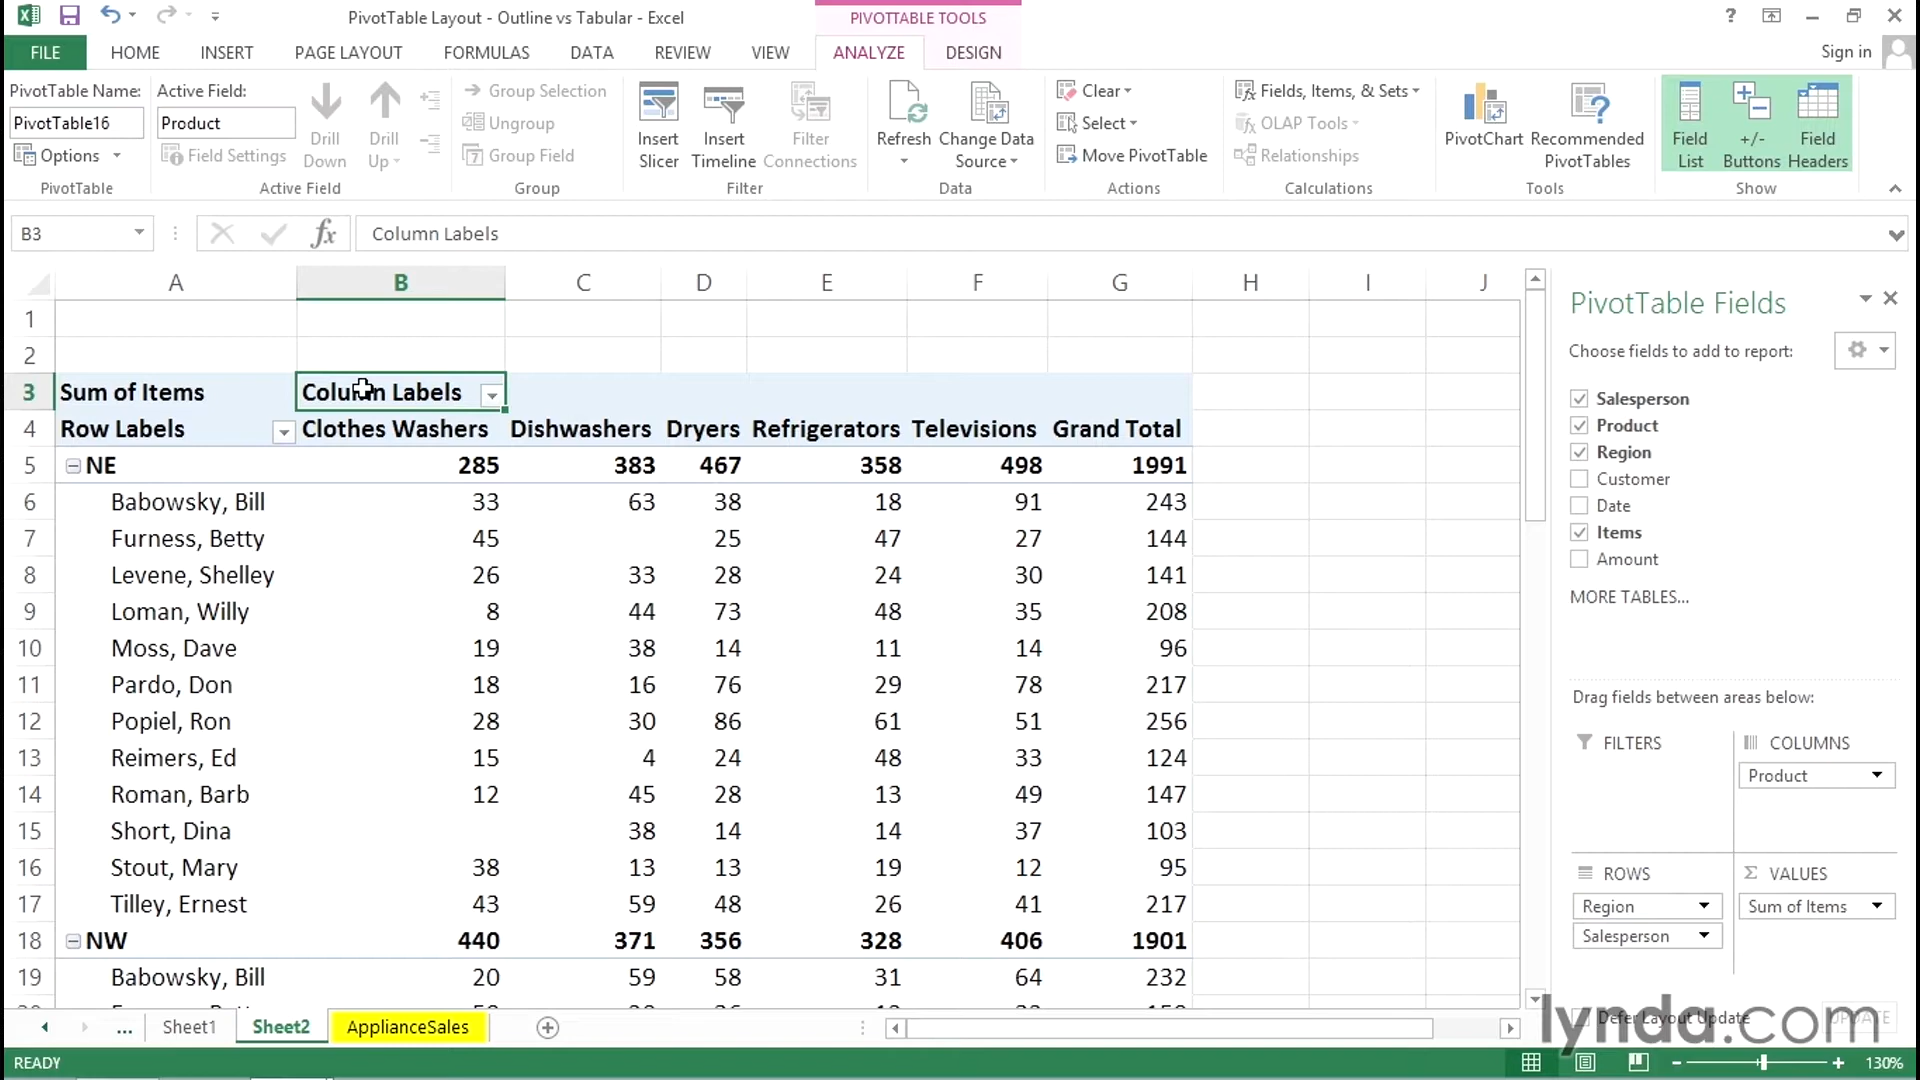 PivotTable Layout - Outline vs Tabular - Excel
PIVOTTABLE TOOLS
?
FILE HOME INSERT PAGE LAYOUT FORMULAS DATA REVIEW VIEW ANALYZE DESIGN
Sign in
PivotTable Name:
PivotTable16
Options
PivotTable
Active Field:
Product
Field Settings
Drill Down
Drill Up
Active Field
Group Selection
Ungroup
Group Field
Group
Insert Slicer
Insert Timeline
Filter Connections
Filter
Refresh
Change Data Source
Data
Clear
Select
Move PivotTable
Actions
Fields, Items, & Sets
OLAP Tools
Relationships
Calculations
PivotChart
Recommended PivotTables
Tools
Field List
+/- Buttons
Field Headers
Show
B3
fx
Column Labels
A B C D E F G H I J
1
2
3 Sum of Items Column Labels
4 Row Labels Clothes Washers Dishwashers Dryers Refrigerators Televisions Grand Total
5 NE 285 383 467 358 498 1991
6 Babowsky, Bill 33 63 38 18 91 243
7 Furness, Betty 45 25 47 27 144
8 Levene, Shelley 26 33 28 24 30 141
9 Loman, Willy 8 44 73 48 35 208
10 Moss, Dave 19 38 14 11 14 96
11 Pardo, Don 18 16 76 29 78 217
12 Popiel, Ron 28 30 86 61 51 256
13 Reimers, Ed 15 4 24 48 33 124
14 Roman, Barb 12 45 28 13 49 147
15 Short, Dina 38 14 14 37 103
16 Stout, Mary 38 13 13 19 12 95
17 Tilley, Ernest 43 59 48 26 41 217
18 NW 440 371 356 328 406 1901
19 Babowsky, Bill 20 59 58 31 64 232
PivotTable Fields
Choose fields to add to report:
Salesperson
Product
Region
Customer
Date
Items
Amount
MORE TABLES...
Drag fields between areas below:
FILTERS
COLUMNS
Product
ROWS
Region
Salesperson
VALUES
Sum of Items
Defer Layout Update
UPDATE
lynda.com
... Sheet1 Sheet2 ApplianceSales
READY
130%